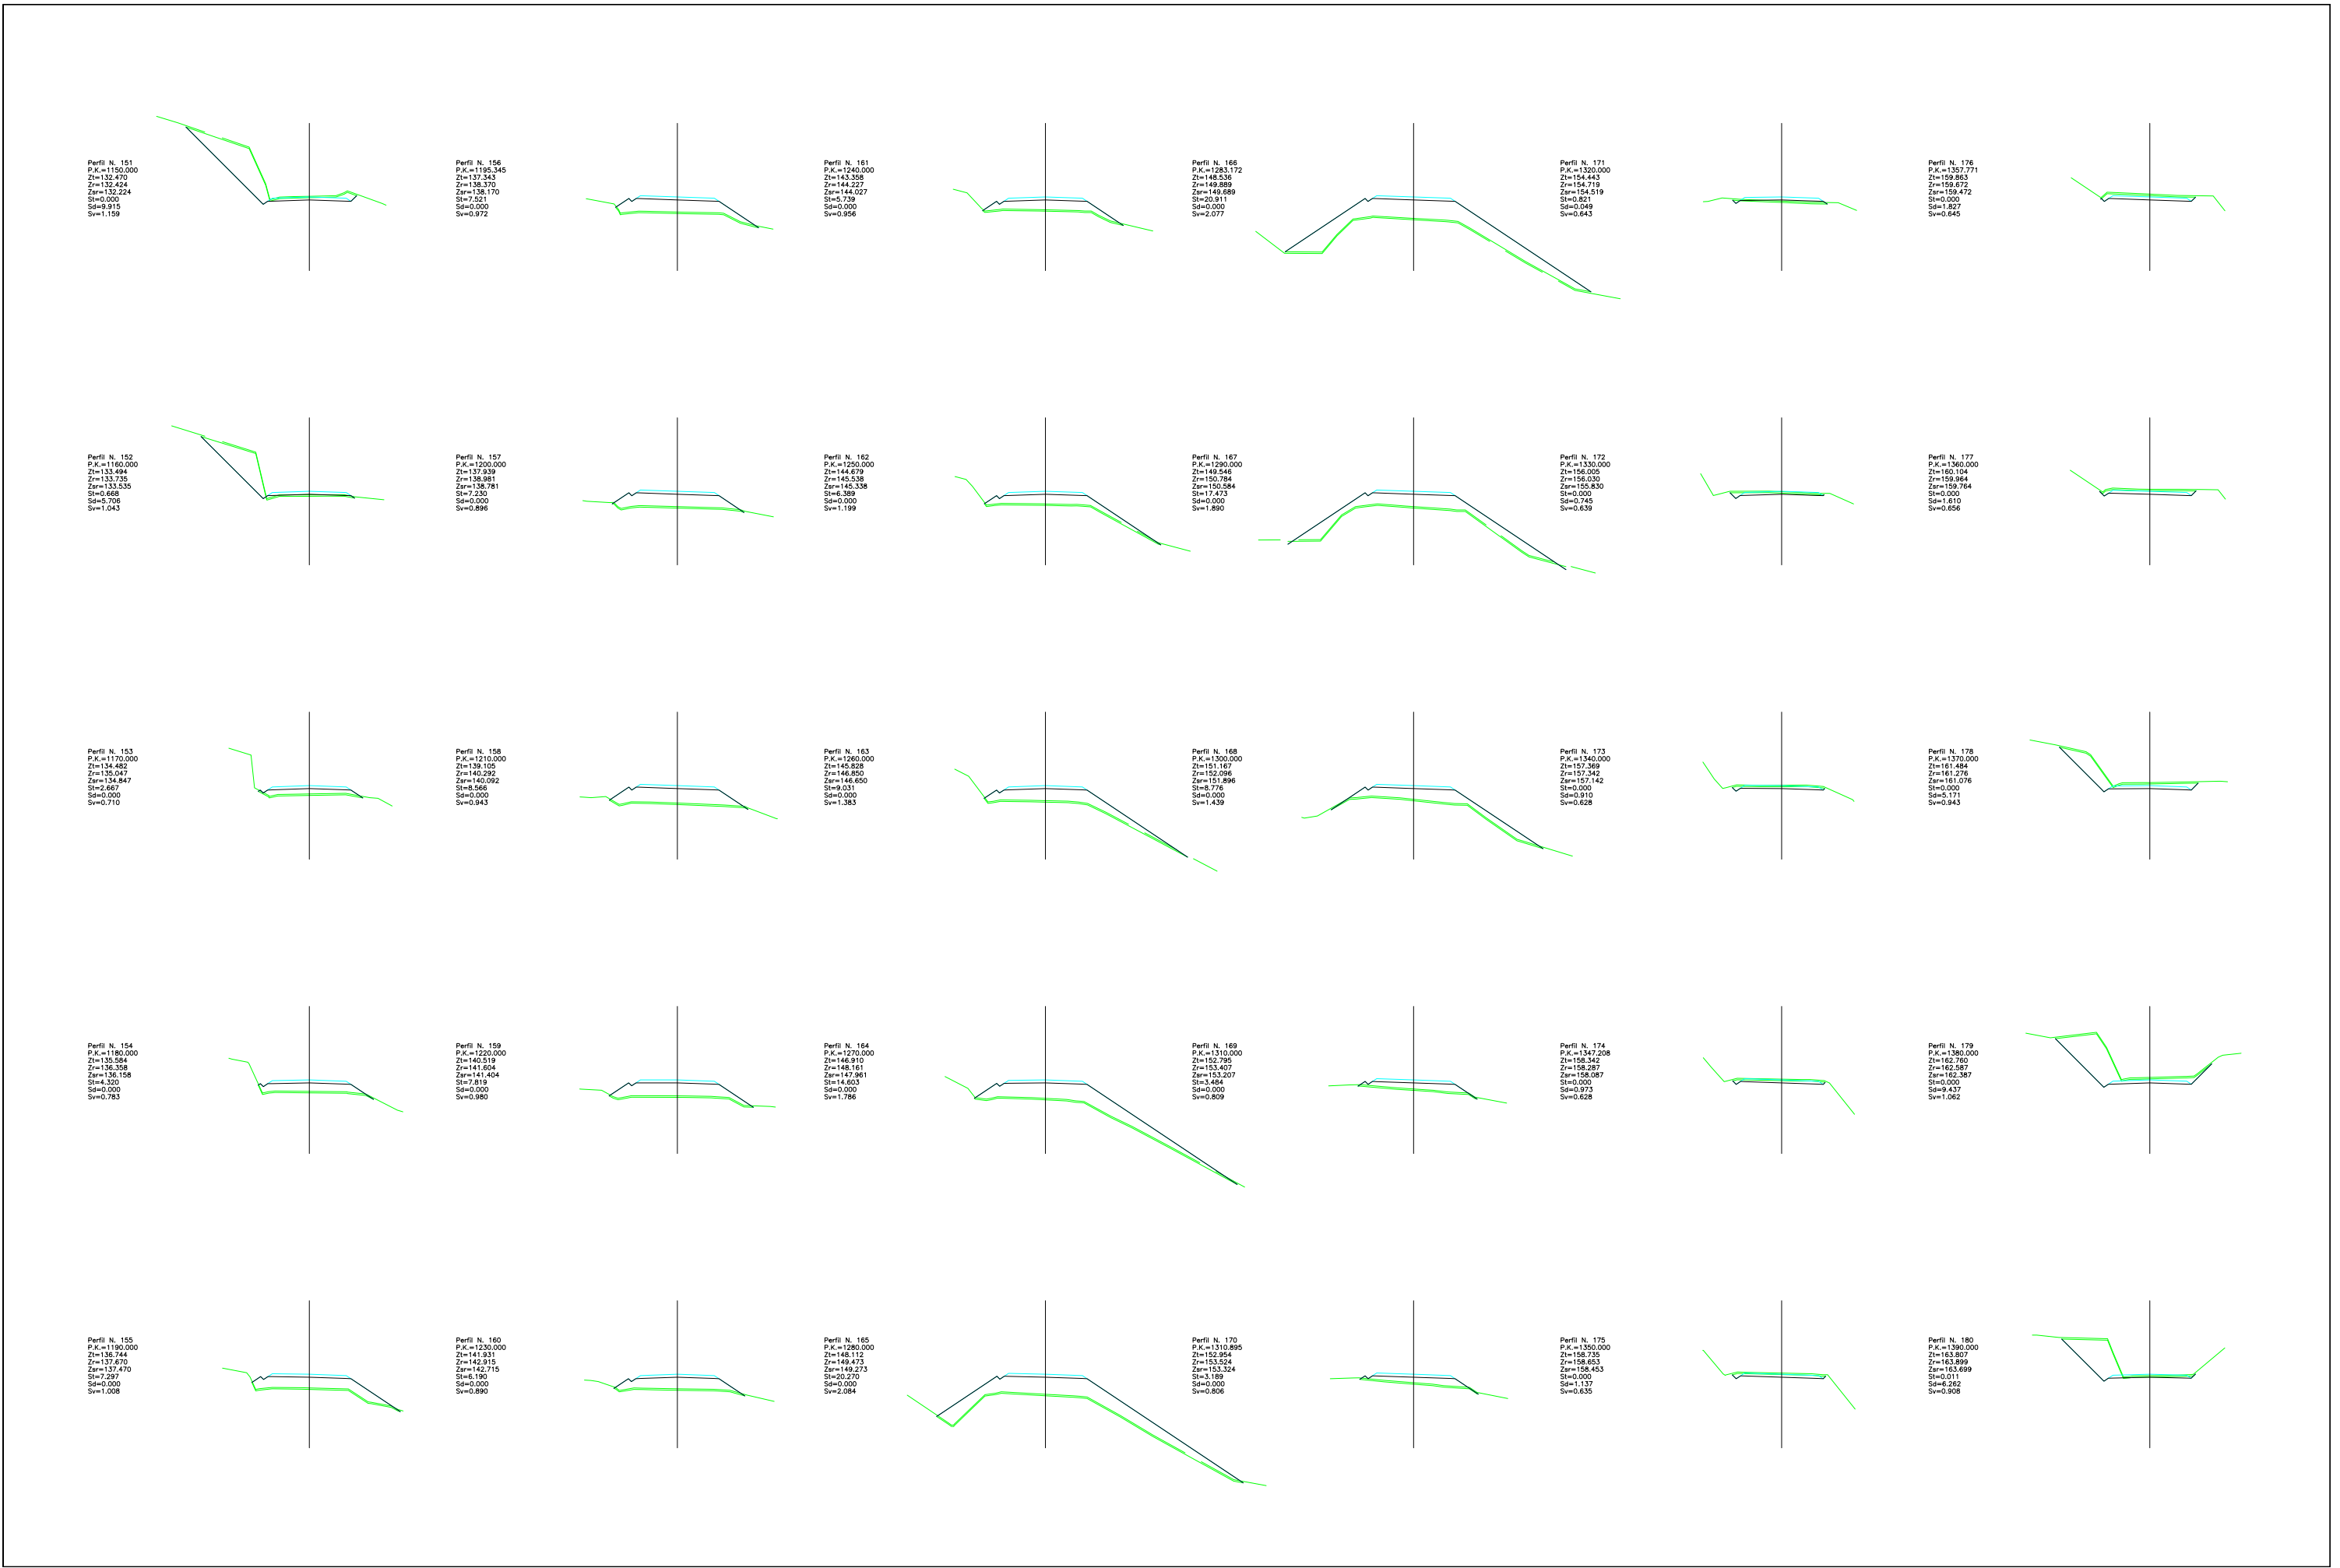 Perfil N. 151
P.K.=1150.000
Zt=132.470
Zr=132.424
Zsr=132.224
St=0.000
Sd=9.915
Sv=1.159
Perfil N. 152
P.K.=1160.000
Zt=133.494
Zr=133.735
Zsr=133.535
St=0.668
Sd=5.706
Sv=1.043
Perfil N. 153
P.K.=1170.000
Zt=134.482
Zr=135.047
Zsr=134.847
St=2.667
Sd=0.000
Sv=0.710
Perfil N. 154
P.K.=1180.000
Zt=135.584
Zr=136.358
Zsr=136.158
St=4.320
Sd=0.000
Sv=0.783
Perfil N. 155
P.K.=1190.000
Zt=136.744
Zr=137.670
Zsr=137.470
St=7.297
Sd=0.000
Sv=1.008
Perfil N. 156
P.K.=1195.345
Zt=137.343
Zr=138.370
Zsr=138.170
St=7.521
Sd=0.000
Sv=0.972
Perfil N. 157
P.K.=1200.000
Zt=137.939
Zr=138.981
Zsr=138.781
St=7.230
Sd=0.000
Sv=0.896
Perfil N. 158
P.K.=1210.000
Zt=139.105
Zr=140.292
Zsr=140.092
St=8.566
Sd=0.000
Sv=0.943
Perfil N. 159
P.K.=1220.000
Zt=140.519
Zr=141.604
Zsr=141.404
St=7.819
Sd=0.000
Sv=0.980
Perfil N. 160
P.K.=1230.000
Zt=141.931
Zr=142.915
Zsr=142.715
St=6.190
Sd=0.000
Sv=0.890
Perfil N. 161
P.K.=1240.000
Zt=143.358
Zr=144.227
Zsr=144.027
St=5.739
Sd=0.000
Sv=0.956
Perfil N. 162
P.K.=1250.000
Zt=144.679
Zr=145.538
Zsr=145.338
St=6.389
Sd=0.000
Sv=1.199
Perfil N. 163
P.K.=1260.000
Zt=145.828
Zr=146.850
Zsr=146.650
St=9.031
Sd=0.000
Sv=1.383
Perfil N. 164
P.K.=1270.000
Zt=146.910
Zr=148.161
Zsr=147.961
St=14.603
Sd=0.000
Sv=1.786
Perfil N. 165
P.K.=1280.000
Zt=148.112
Zr=149.473
Zsr=149.273
St=20.270
Sd=0.000
Sv=2.084
Perfil N. 166
P.K.=1283.172
Zt=148.536
Zr=149.889
Zsr=149.689
St=20.911
Sd=0.000
Sv=2.077
Perfil N. 167
P.K.=1290.000
Zt=149.546
Zr=150.784
Zsr=150.584
St=17.473
Sd=0.000
Sv=1.890
Perfil N. 168
P.K.=1300.000
Zt=151.167
Zr=152.096
Zsr=151.896
St=8.776
Sd=0.000
Sv=1.439
Perfil N. 169
P.K.=1310.000
Zt=152.795
Zr=153.407
Zsr=153.207
St=3.484
Sd=0.000
Sv=0.809
Perfil N. 170
P.K.=1310.895
Zt=152.954
Zr=153.524
Zsr=153.324
St=3.189
Sd=0.000
Sv=0.806
Perfil N. 171
P.K.=1320.000
Zt=154.443
Zr=154.719
Zsr=154.519
St=0.821
Sd=0.049
Sv=0.643
Perfil N. 172
P.K.=1330.000
Zt=156.005
Zr=156.030
Zsr=155.830
St=0.000
Sd=0.745
Sv=0.639
Perfil N. 173
P.K.=1340.000
Zt=157.369
Zr=157.342
Zsr=157.142
St=0.000
Sd=0.910
Sv=0.628
Perfil N. 174
P.K.=1347.208
Zt=158.342
Zr=158.287
Zsr=158.087
St=0.000
Sd=0.973
Sv=0.628
Perfil N. 175
P.K.=1350.000
Zt=158.735
Zr=158.653
Zsr=158.453
St=0.000
Sd=1.137
Sv=0.635
Perfil N. 176
P.K.=1357.771
Zt=159.863
Zr=159.672
Zsr=159.472
St=0.000
Sd=1.827
Sv=0.645
Perfil N. 177
P.K.=1360.000
Zt=160.104
Zr=159.964
Zsr=159.764
St=0.000
Sd=1.610
Sv=0.656
Perfil N. 178
P.K.=1370.000
Zt=161.484
Zr=161.276
Zsr=161.076
St=0.000
Sd=5.171
Sv=0.943
Perfil N. 179
P.K.=1380.000
Zt=162.760
Zr=162.587
Zsr=162.387
St=0.000
Sd=9.437
Sv=1.062
Perfil N. 180
P.K.=1390.000
Zt=163.807
Zr=163.899
Zsr=163.699
St=0.011
Sd=6.262
Sv=0.908